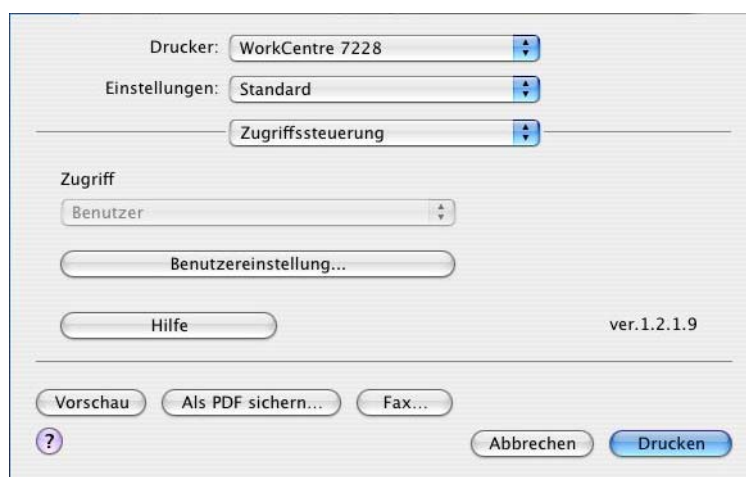 Drucker: WorkCentre 7228
Einstellungen: Standard
Zugriffssteuerung
Zugriff
Benutzer
Benutzereinstellung...
Hilfe ver.1.2.1.9
Vorschau Als PDF sichern... Fax...
? Abbrechen Drucken